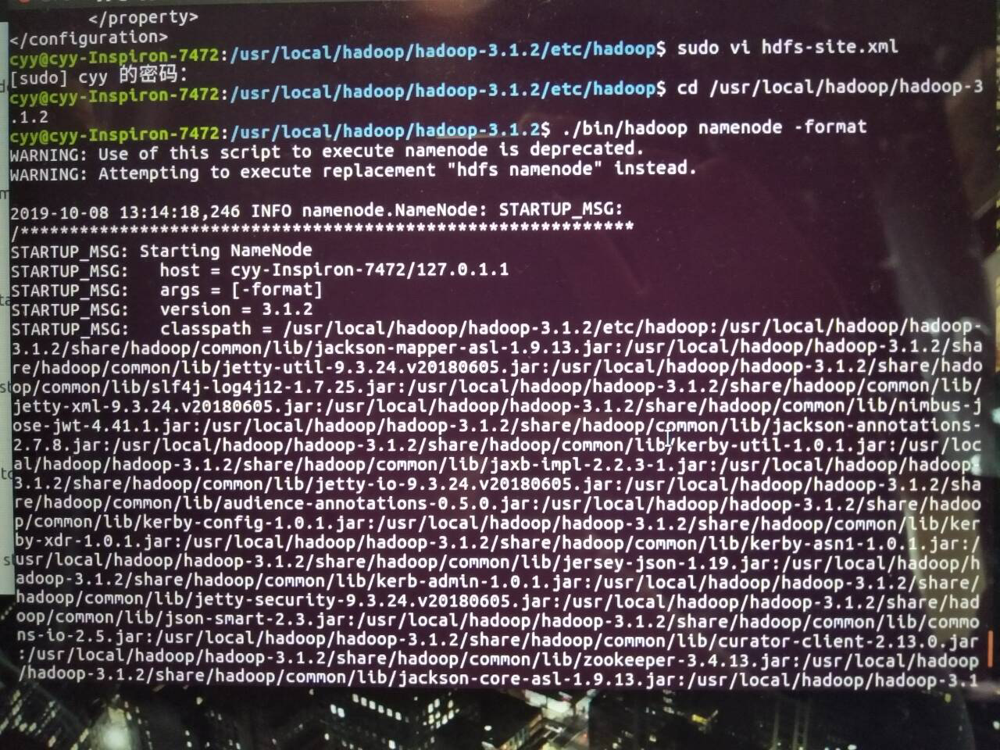 </property>
</configuration>
cyy@cyy-Inspiron-7472:/usr/local/hadoop/hadoop-3.1.2/etc/hadoop$ sudo vi hdfs-site.xml
[sudo] cyy 的密码:
cyy@cyy-Inspiron-7472:/usr/local/hadoop/hadoop-3.1.2/etc/hadoop$ cd /usr/local/hadoop/hadoop-3
.1.2
cyy@cyy-Inspiron-7472:/usr/local/hadoop/hadoop-3.1.2$ ./bin/hadoop namenode -format
WARNING: Use of this script to execute namenode is deprecated.
WARNING: Attempting to execute replacement "hdfs namenode" instead.
2019-10-08 13:14:18,246 INFO namenode.NameNode: STARTUP_MSG:
/************************************************************
STARTUP_MSG: Starting NameNode
STARTUP_MSG:   host = cyy-Inspiron-7472/127.0.1.1
STARTUP_MSG:   args = [-format]
STARTUP_MSG:   version = 3.1.2
STARTUP_MSG:   classpath = /usr/local/hadoop/hadoop-3.1.2/etc/hadoop:/usr/local/hadoop/hadoop-
3.1.2/share/hadoop/common/lib/jackson-mapper-asl-1.9.13.jar:/usr/local/hadoop/hadoop-3.1.2/sha
re/hadoop/common/lib/jetty-util-9.3.24.v20180605.jar:/usr/local/hadoop/hadoop-3.1.2/share/hado
op/common/lib/slf4j-log4j12-1.7.25.jar:/usr/local/hadoop/hadoop-3.1.2/share/hadoop/common/lib/
jetty-xml-9.3.24.v20180605.jar:/usr/local/hadoop/hadoop-3.1.2/share/hadoop/common/lib/nimbus-j
ose-jwt-4.41.1.jar:/usr/local/hadoop/hadoop-3.1.2/share/hadoop/common/lib/jackson-annotations-
2.7.8.jar:/usr/local/hadoop/hadoop-3.1.2/share/hadoop/common/lib/kerby-util-1.0.1.jar:/usr/loc
al/hadoop/hadoop-3.1.2/share/hadoop/common/lib/jaxb-impl-2.2.3-1.jar:/usr/local/hadoop/hadoop-
3.1.2/share/hadoop/common/lib/jetty-io-9.3.24.v20180605.jar:/usr/local/hadoop/hadoop-3.1.2/sha
re/hadoop/common/lib/audience-annotations-0.5.0.jar:/usr/local/hadoop/hadoop-3.1.2/share/hadoo
p/common/lib/kerby-config-1.0.1.jar:/usr/local/hadoop/hadoop-3.1.2/share/hadoop/common/lib/ker
by-xdr-1.0.1.jar:/usr/local/hadoop/hadoop-3.1.2/share/hadoop/common/lib/kerby-asn1-1.0.1.jar:/
usr/local/hadoop/hadoop-3.1.2/share/hadoop/common/lib/jersey-json-1.19.jar:/usr/local/hadoop/h
adoop-3.1.2/share/hadoop/common/lib/kerb-admin-1.0.1.jar:/usr/local/hadoop/hadoop-3.1.2/share/
hadoop/common/lib/jetty-security-9.3.24.v20180605.jar:/usr/local/hadoop/hadoop-3.1.2/share/had
oop/common/lib/json-smart-2.3.jar:/usr/local/hadoop/hadoop-3.1.2/share/hadoop/common/lib/commo
ns-io-2.5.jar:/usr/local/hadoop/hadoop-3.1.2/share/hadoop/common/lib/curator-client-2.13.0.jar
:/usr/local/hadoop/hadoop-3.1.2/share/hadoop/common/lib/zookeeper-3.4.13.jar:/usr/local/hadoop
/hadoop-3.1.2/share/hadoop/common/lib/jackson-core-asl-1.9.13.jar:/usr/local/hadoop/hadoop-3.1